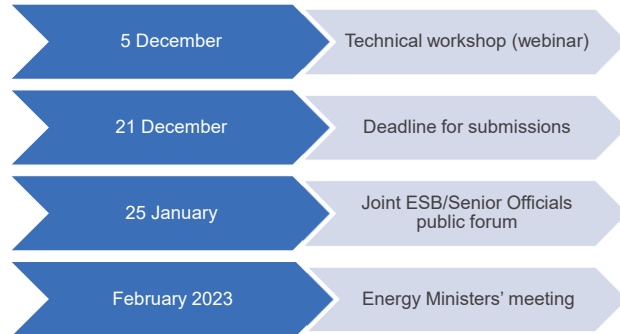 5 December
Technical workshop (webinar)
21 December
Deadline for submissions
25 January
Joint ESB/Senior Officials
public forum
February 2023
Energy Ministers’ meeting